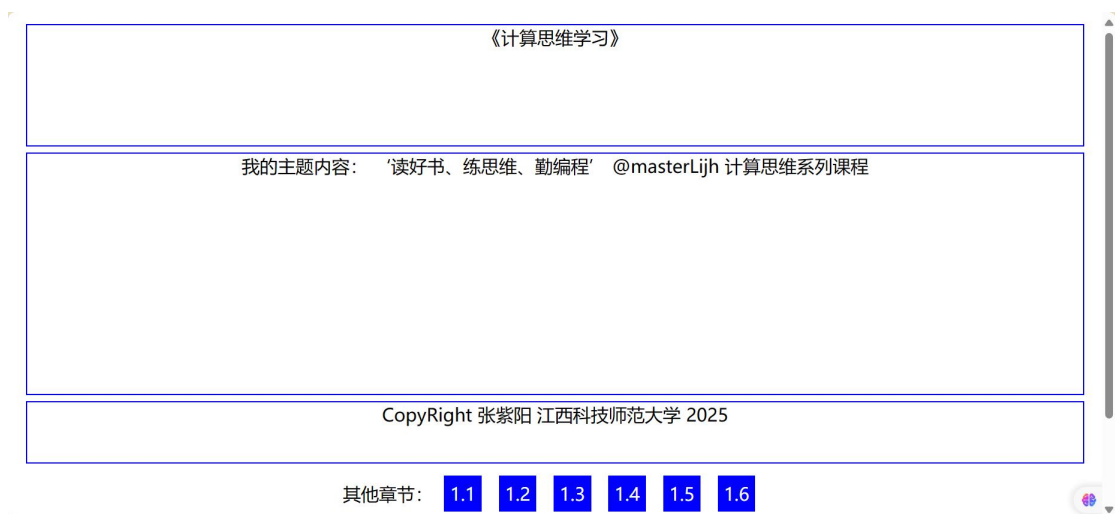 《计算思维学习》
我的主题内容： ‘读好书、练思维、勤编程’ @masterLijh 计算思维系列课程
CopyRight 张紫阳 江西科技师范大学 2025
其他章节： 1.1 1.2 1.3 1.4 1.5 1.6